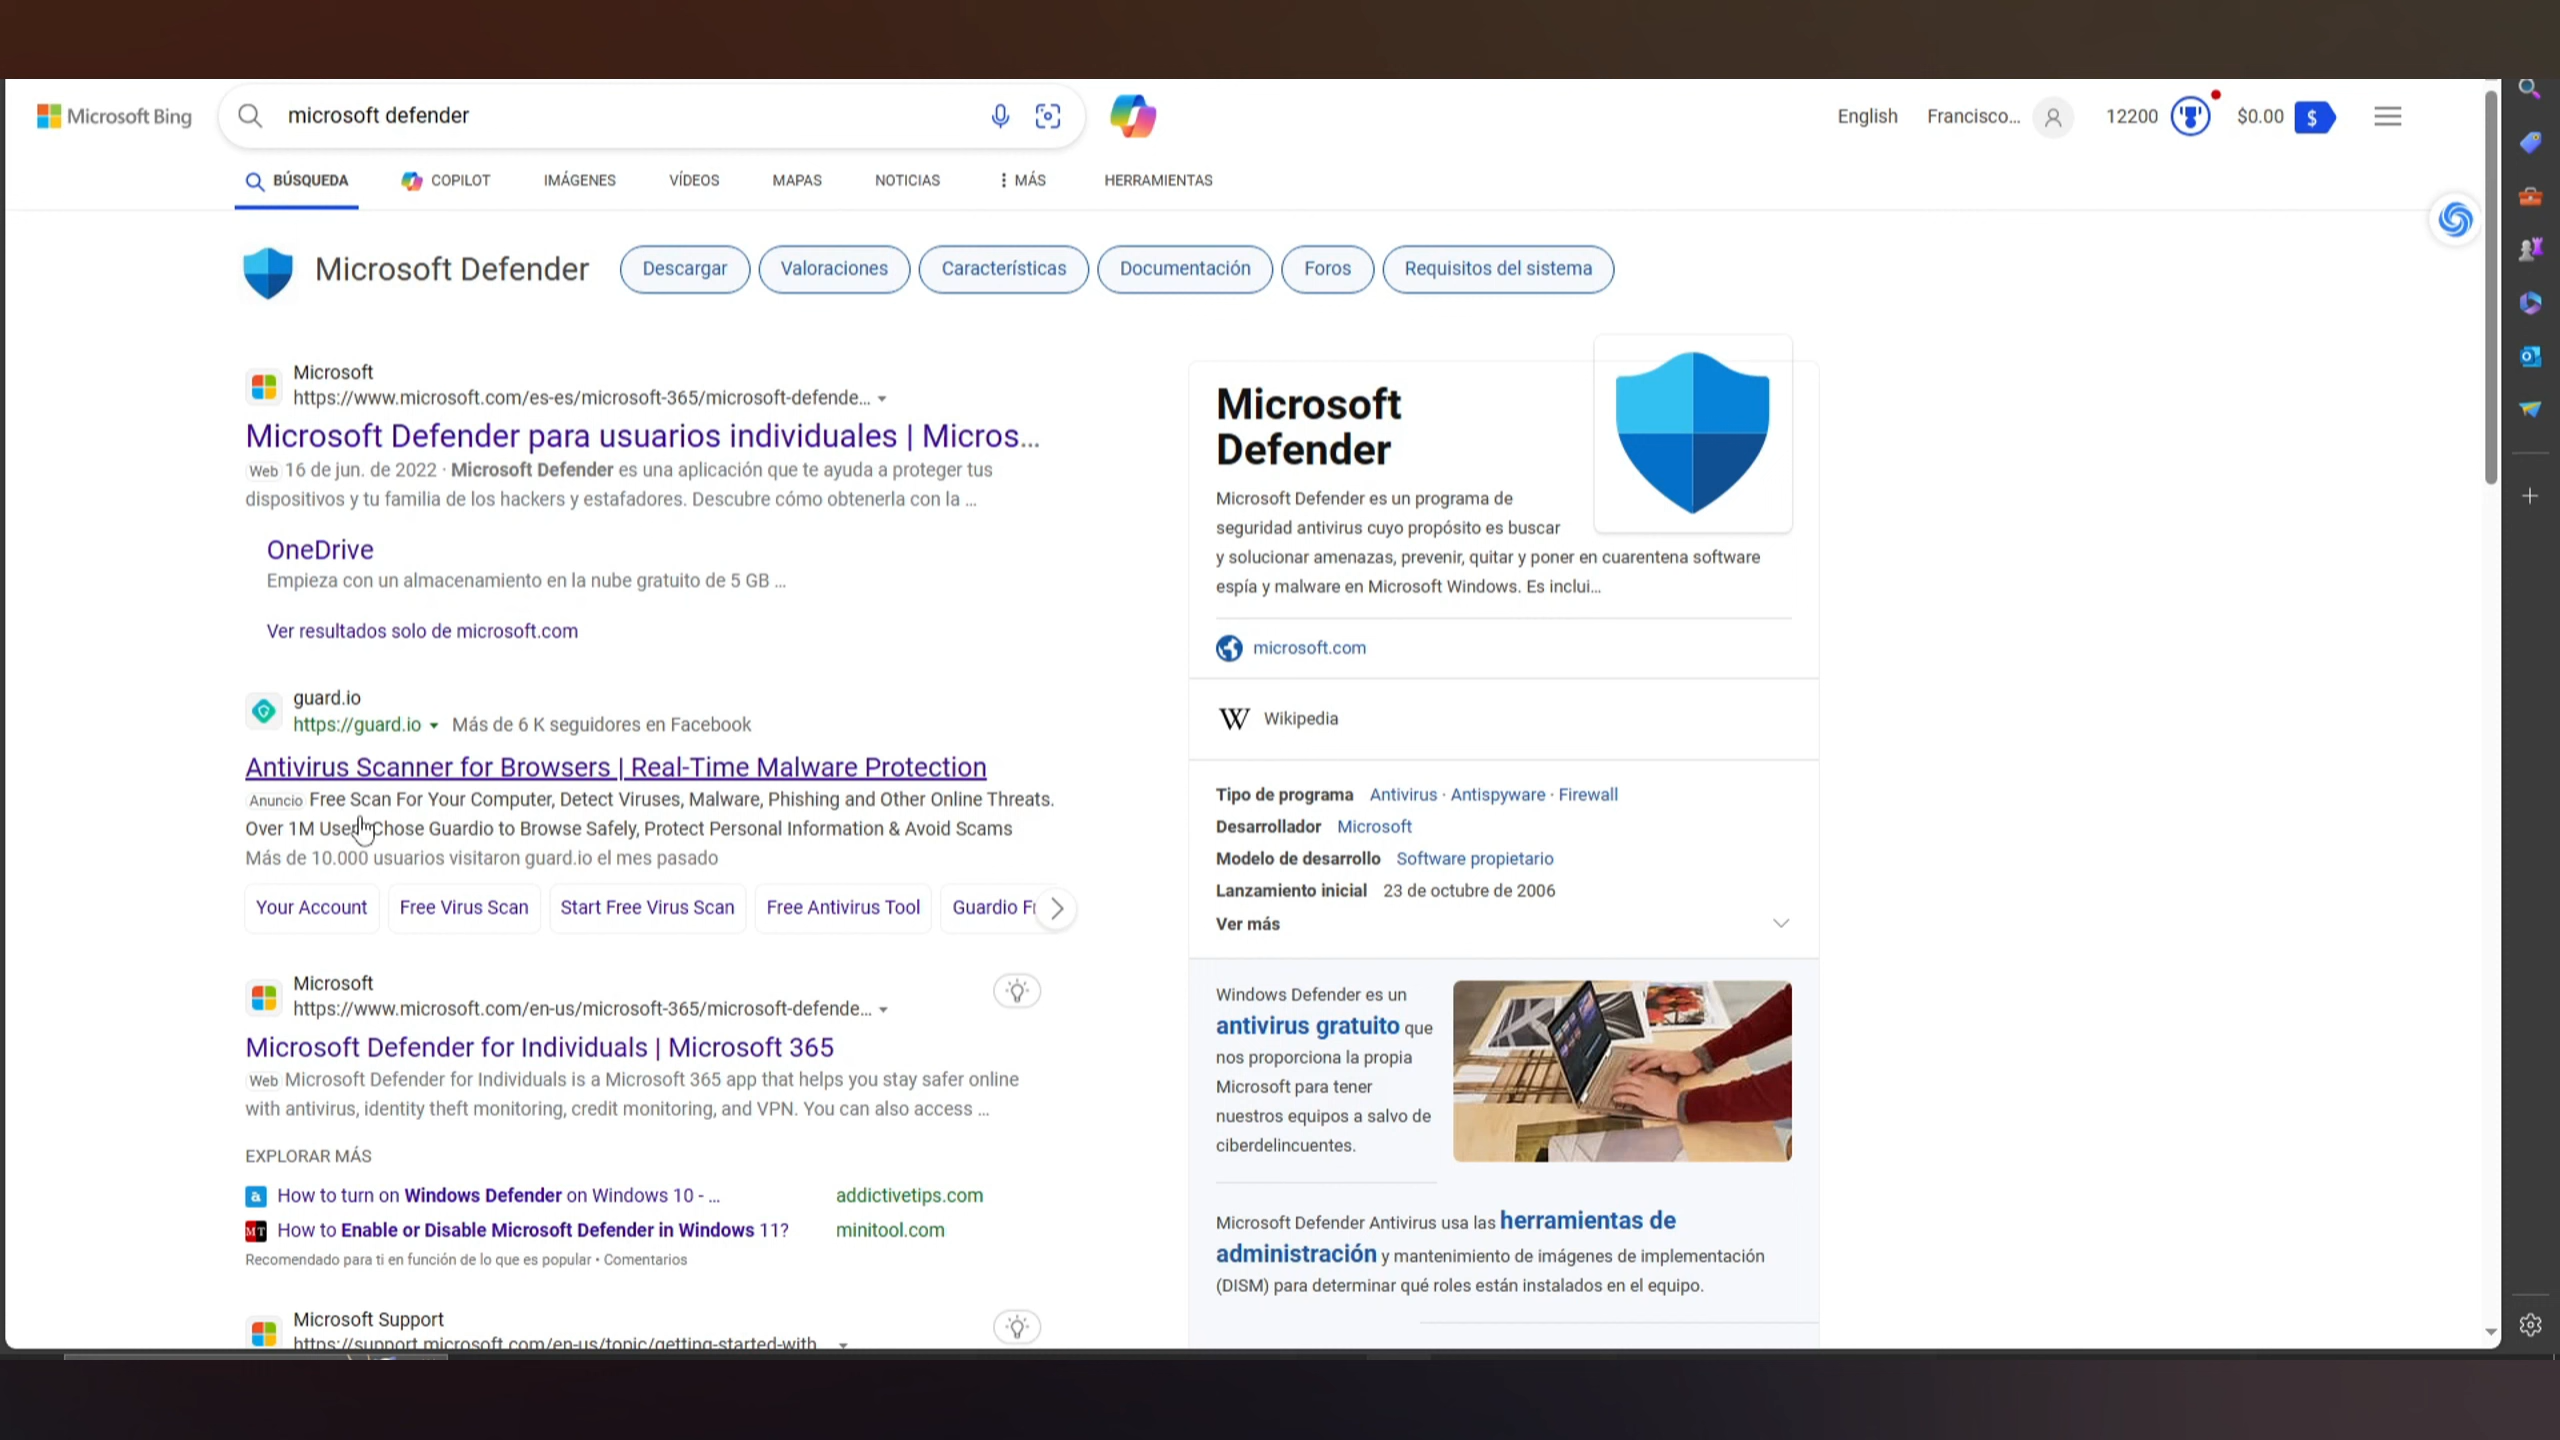 Microsoft Bing
microsoft defender
English
Francisco...
12200
$0.00
$
BÚSQUEDA
COPILOT
IMÁGENES
VÍDEOS
MAPAS
NOTICIAS
MÁS
HERRAMIENTAS
Microsoft Defender
Descargar
Valoraciones
Características
Documentación
Foros
Requisitos del sistema
Microsoft
https://www.microsoft.com/es-es/microsoft-365/microsoft-defende...
Microsoft Defender para usuarios individuales | Micros...
Web 16 de jun. de 2022 · Microsoft Defender es una aplicación que te ayuda a proteger tus
dispositivos y tu familia de los hackers y estafadores. Descubre cómo obtenerla con la ...
OneDrive
Empieza con un almacenamiento en la nube gratuito de 5 GB ...
Ver resultados solo de microsoft.com
guard.io
https://guard.io
Más de 6 K seguidores en Facebook
Antivirus Scanner for Browsers | Real-Time Malware Protection
Anuncio Free Scan For Your Computer, Detect Viruses, Malware, Phishing and Other Online Threats.
Over 1M Users Chose Guardio to Browse Safely, Protect Personal Information & Avoid Scams
Más de 10.000 usuarios visitaron guard.io el mes pasado
Your Account
Free Virus Scan
Start Free Virus Scan
Free Antivirus Tool
Guardio
Microsoft
https://www.microsoft.com/en-us/microsoft-365/microsoft-defende...
Microsoft Defender for Individuals | Microsoft 365
Web Microsoft Defender for Individuals is a Microsoft 365 app that helps you stay safer online
with antivirus, identity theft monitoring, credit monitoring, and VPN. You can also access ...
EXPLORAR MÁS
a How to turn on Windows Defender on Windows 10 - ...
addictivetips.com
MT How to Enable or Disable Microsoft Defender in Windows 11?
minitool.com
Recomendado para ti en función de lo que es popular • Comentarios
Microsoft Support
https://support.microsoft.com/en-us/topic/getting-started-with
Microsoft
Defender
Microsoft Defender es un programa de
seguridad antivirus cuyo propósito es buscar
y solucionar amenazas, prevenir, quitar y poner en cuarentena software
espía y malware en Microsoft Windows. Es inclui...
microsoft.com
W Wikipedia
Tipo de programa Antivirus · Antispyware · Firewall
Desarrollador Microsoft
Modelo de desarrollo Software propietario
Lanzamiento inicial 23 de octubre de 2006
Ver más
Windows Defender es un
antivirus gratuito que
nos proporciona la propia
Microsoft para tener
nuestros equipos a salvo de
ciberdelincuentes.
Microsoft Defender Antivirus usa las herramientas de
administración y mantenimiento de imágenes de implementación
(DISM) para determinar qué roles están instalados en el equipo.